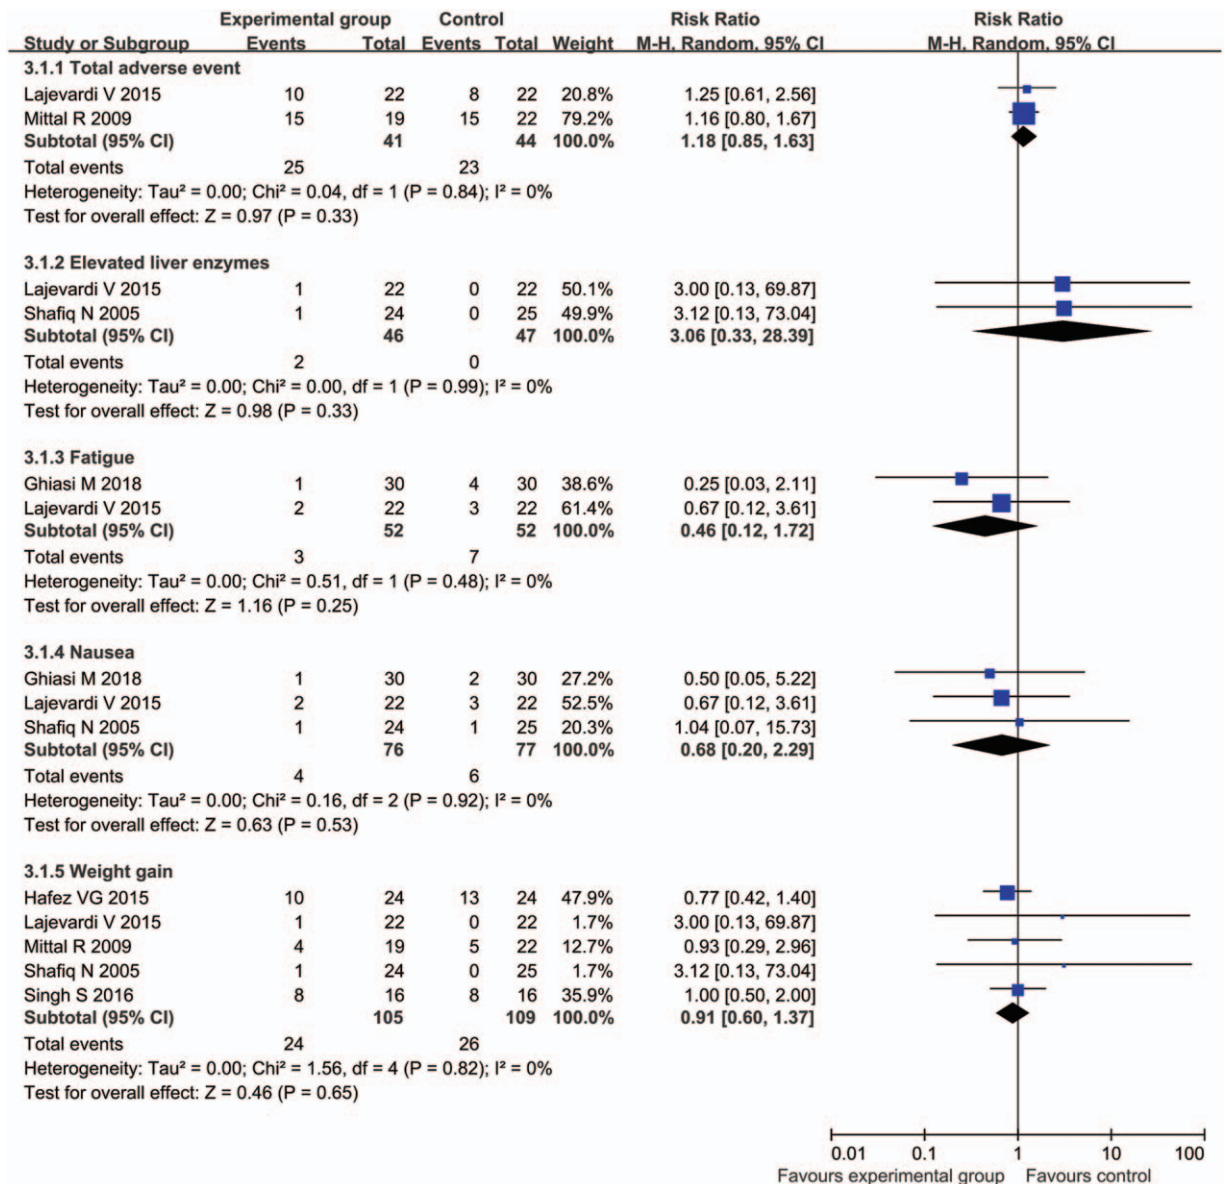 Experimental group Control Risk Ratio Risk Ratio
Study or Subgroup Events Total Events Total Weight M-H, Random, 95% CI M-H, Random, 95% CI
3.1.1 Total adverse event
Lajevardi V 2015 10 22 8 22 20.8% 1.25 [0.61, 2.56]
Mittal R 2009 15 19 15 22 79.2% 1.16 [0.80, 1.67]
Subtotal (95% CI) 41 44 100.0% 1.18 [0.85, 1.63]
Total events 25 23
Heterogeneity: Tau² = 0.00; Chi² = 0.04, df = 1 (P = 0.84); I² = 0%
Test for overall effect: Z = 0.97 (P = 0.33)
3.1.2 Elevated liver enzymes
Lajevardi V 2015 1 22 0 22 50.1% 3.00 [0.13, 69.87]
Shafiq N 2005 1 24 0 25 49.9% 3.12 [0.13, 73.04]
Subtotal (95% CI) 46 47 100.0% 3.06 [0.33, 28.39]
Total events 2 0
Heterogeneity: Tau² = 0.00; Chi² = 0.00, df = 1 (P = 0.99); I² = 0%
Test for overall effect: Z = 0.98 (P = 0.33)
3.1.3 Fatigue
Ghiasi M 2018 1 30 4 30 38.6% 0.25 [0.03, 2.11]
Lajevardi V 2015 2 22 3 22 61.4% 0.67 [0.12, 3.61]
Subtotal (95% CI) 52 52 100.0% 0.46 [0.12, 1.72]
Total events 3 7
Heterogeneity: Tau² = 0.00; Chi² = 0.51, df = 1 (P = 0.48); I² = 0%
Test for overall effect: Z = 1.16 (P = 0.25)
3.1.4 Nausea
Ghiasi M 2018 1 30 2 30 27.2% 0.50 [0.05, 5.22]
Lajevardi V 2015 2 22 3 22 52.5% 0.67 [0.12, 3.61]
Shafiq N 2005 1 24 1 25 20.3% 1.04 [0.07, 15.73]
Subtotal (95% CI) 76 77 100.0% 0.68 [0.20, 2.29]
Total events 4 6
Heterogeneity: Tau² = 0.00; Chi² = 0.16, df = 2 (P = 0.92); I² = 0%
Test for overall effect: Z = 0.63 (P = 0.53)
3.1.5 Weight gain
Hafez VG 2015 10 24 13 24 47.9% 0.77 [0.42, 1.40]
Lajevardi V 2015 1 22 0 22 1.7% 3.00 [0.13, 69.87]
Mittal R 2009 4 19 5 22 12.7% 0.93 [0.29, 2.96]
Shafiq N 2005 1 24 0 25 1.7% 3.12 [0.13, 73.04]
Singh S 2016 8 16 8 16 35.9% 1.00 [0.50, 2.00]
Subtotal (95% CI) 105 109 100.0% 0.91 [0.60, 1.37]
Total events 24 26
Heterogeneity: Tau² = 0.00; Chi² = 1.56, df = 4 (P = 0.82); I² = 0%
Test for overall effect: Z = 0.46 (P = 0.65)
0.01 0.1 1 10 100
Favours experimental group Favours control